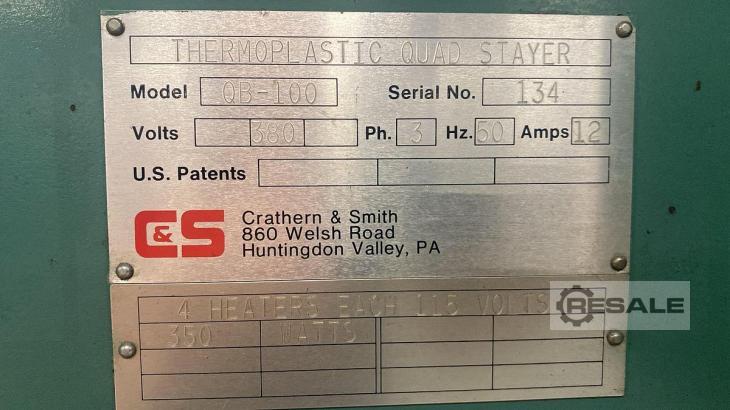 THERMOPLASTIC QUAD STAYER
Model QB-100 Serial No. 134
Volts 380 Ph. 3 Hz. 50 Amps 12
U.S. Patents
C&S
Crathern & Smith
860 Welsh Road
Huntingdon Valley, PA
4 HEATERS EACH 115 VOLTS
350 WATTS
RESALE